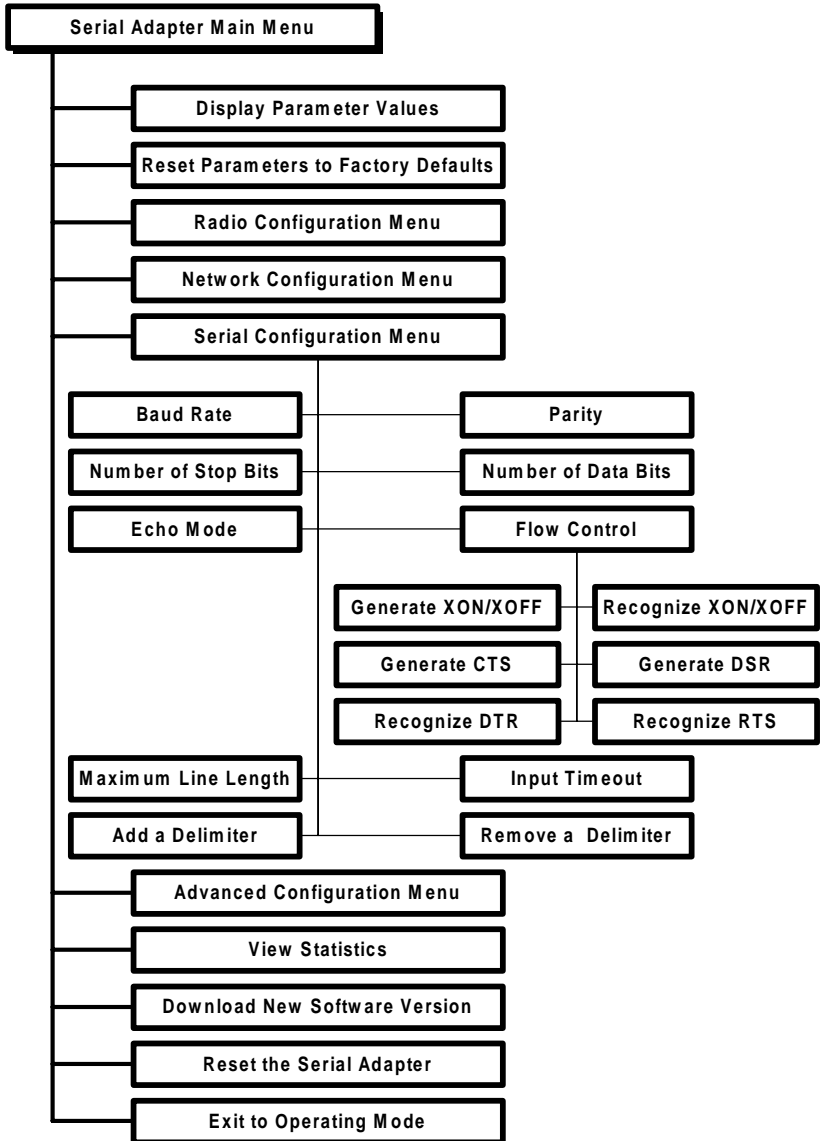 Serial Adapter Main Menu
Display Parameter Values
Reset Parameters to Factory Defaults
Radio Configuration Menu
Network Configuration Menu
Serial Configuration Menu
Baud Rate
Parity
Number of Stop Bits
Number of Data Bits
Echo Mode
Flow Control
Generate XON/XOFF
Recognize XON/XOFF
Generate CTS
Generate DSR
Recognize DTR
Recognize RTS
Maximum Line Length
Input Timeout
Add a Delimiter
Remove a Delimiter
Advanced Configuration Menu
View Statistics
Download New Software Version
Reset the Serial Adapter
Exit to Operating Mode